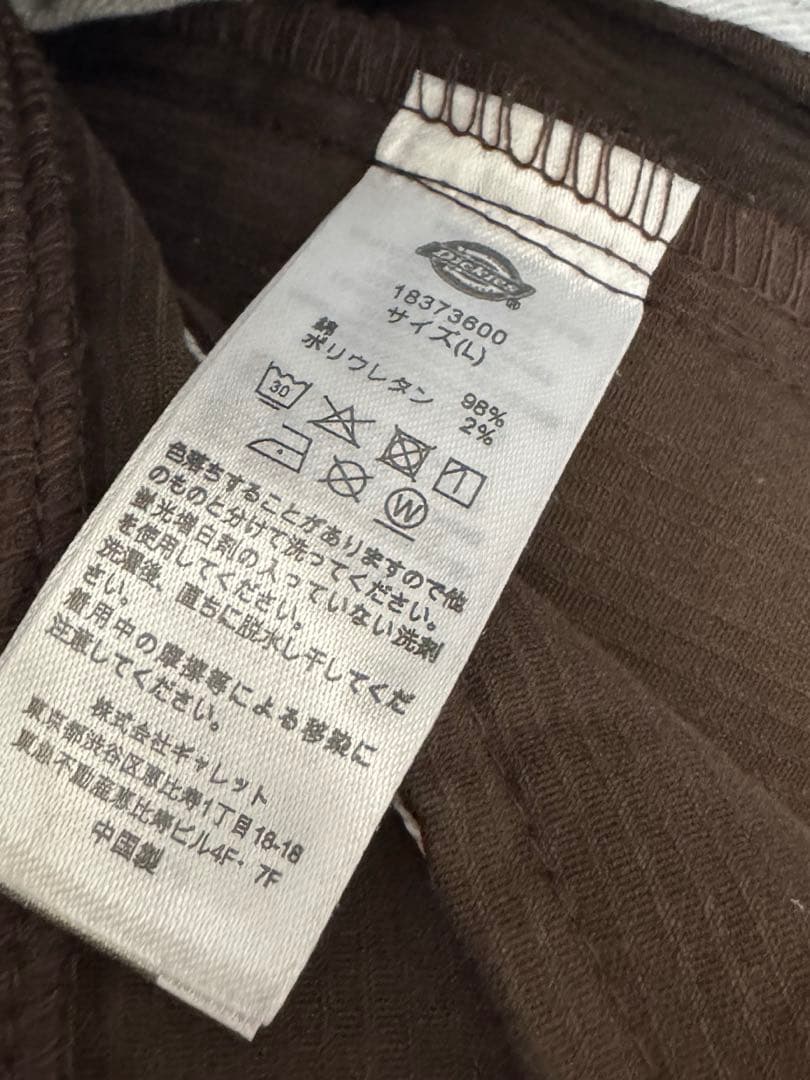 Dickies®
18373600
サイズ(L)
綿 98%
ポリウレタン 2%
30
W
色落ちすることがありますので他
のものと分けて洗ってください。
蛍光増白剤の入っていない洗剤
を使用してください。
洗濯後、直ちに脱水し干してくだ
さい。
着用中の摩擦等による移染に
注意してください。
株式会社ギャレット
東京都渋谷区恵比寿1丁目18-18
東急不動産恵比寿ビル4F・7F
中国製